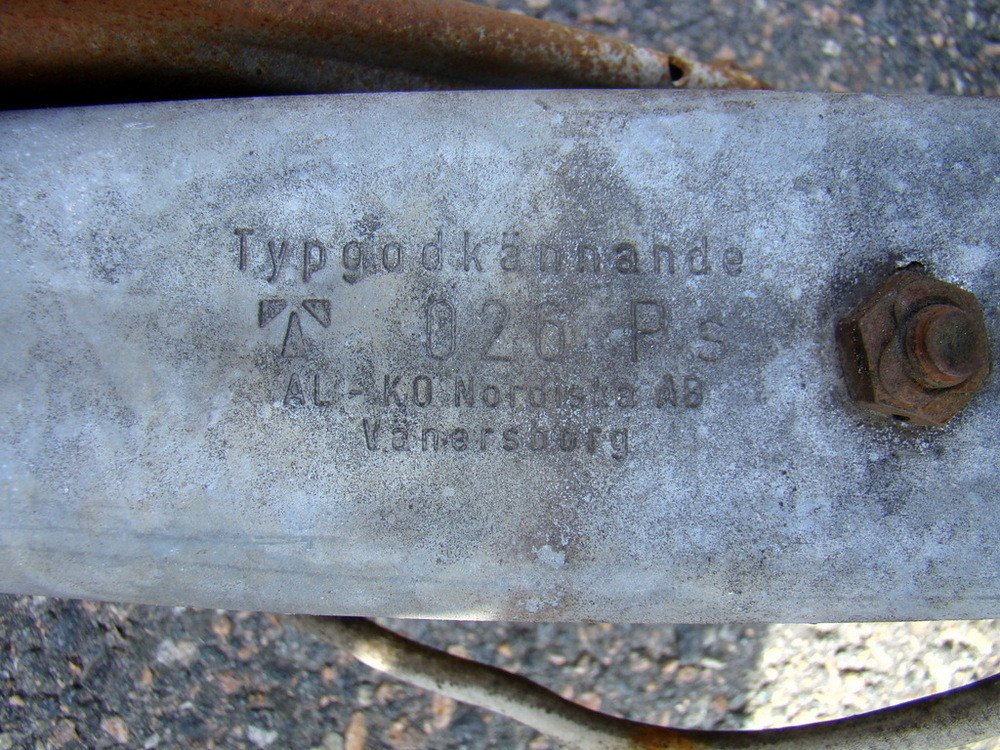 Typgodkännande
026 Ps
AL-KO Nordiska AB
Vänersborg